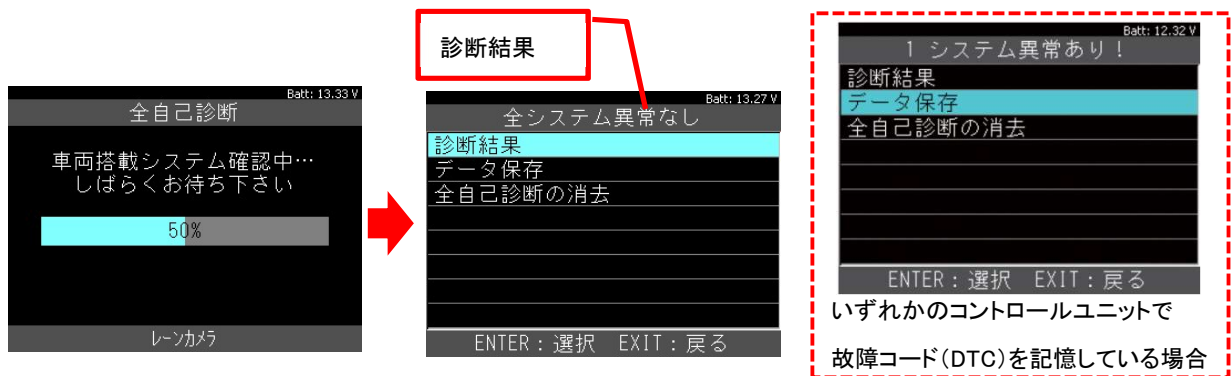 Batt: 13.33 V
全自己診断
車両搭載システム確認中…
しばらくお待ち下さい
50%
レーンカメラ
診断結果
Batt: 13.27 V
全システム異常なし
診断結果
データ保存
全自己診断の消去
ENTER：選択 EXIT：戻る
Batt: 12.32 V
1 システム異常あり！
診断結果
データ保存
全自己診断の消去
ENTER：選択 EXIT：戻る
いずれかのコントロールユニットで
故障コード（DTC）を記憶している場合